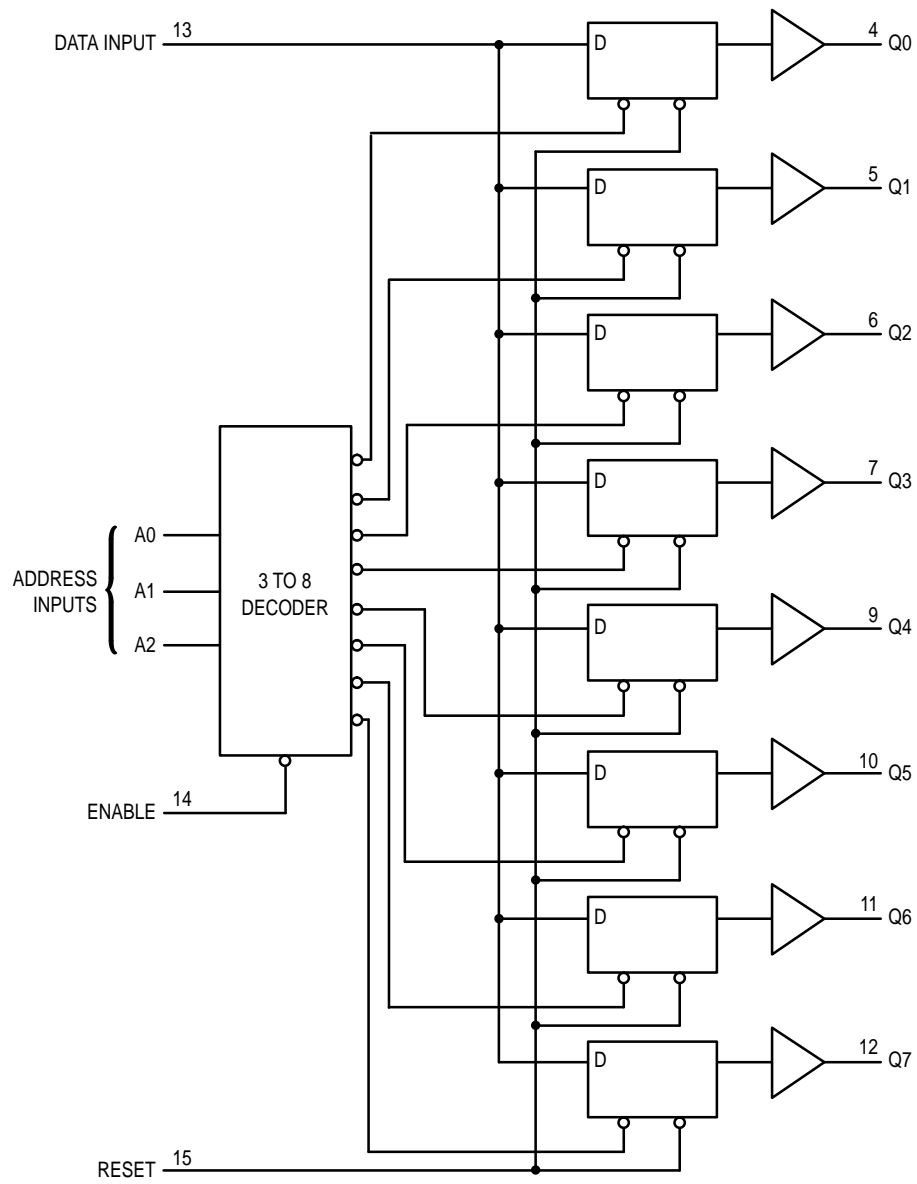 DATA INPUT 13
D
4 Q0
D
5 Q1
D
6 Q2
D
7 Q3
A0
ADDRESS
INPUTS
A1
A2
3 TO 8
DECODER
D
9 Q4
D
10 Q5
ENABLE 14
D
11 Q6
D
12 Q7
RESET 15